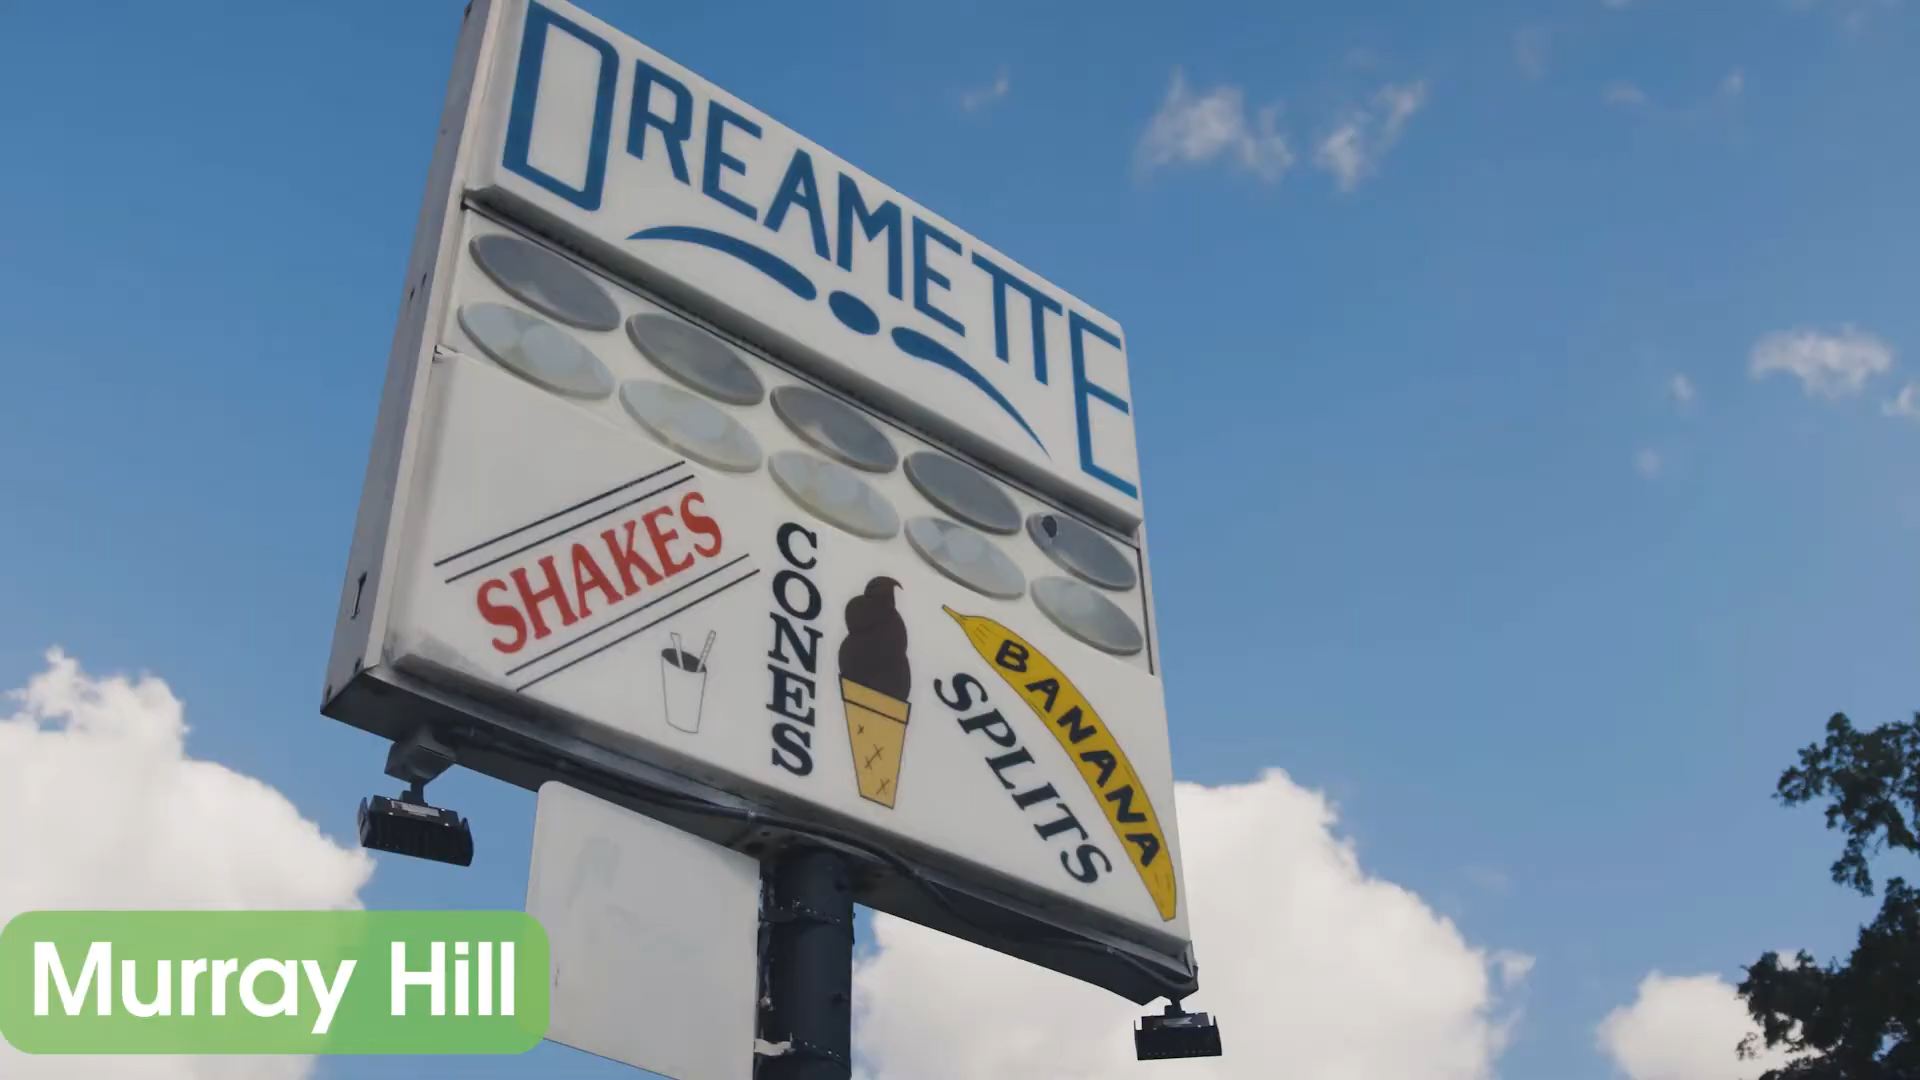 DREAMETTE
SHAKES
CONES
BANANA
SPLITS
Murray Hill